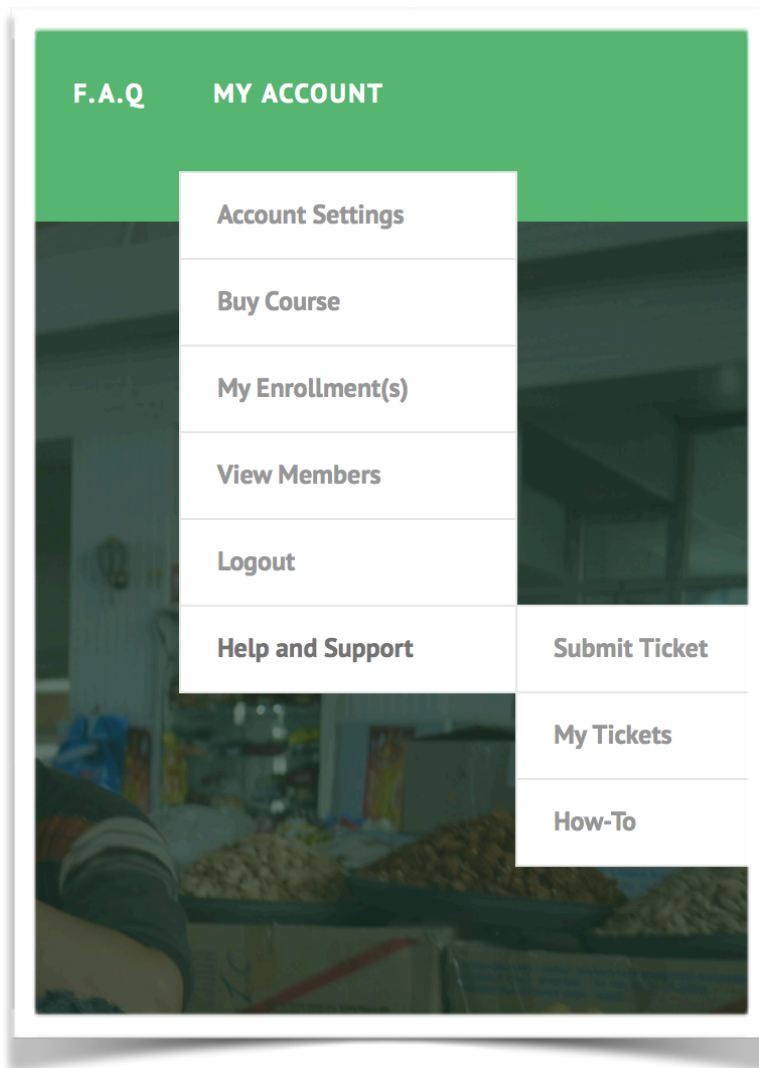 F.A.Q MY ACCOUNT
Account Settings
Buy Course
My Enrollment(s)
View Members
Logout
Help and Support
Submit Ticket
My Tickets
How-To